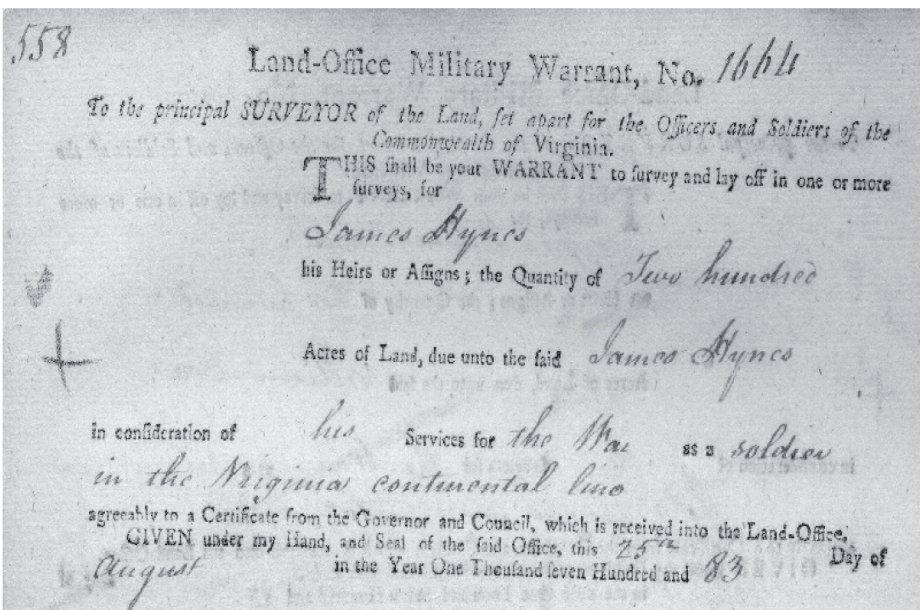 558
Land-Office Military Warrant, No. 1664
To the principal SURVEYOR of the Land, set apart for the Officers and Soldiers of the
Commonwealth of Virginia.
THIS shall be your WARRANT to survey and lay off in one or more
surveys, for
James Hynes
his Heirs or Assigns; the Quantity of Two hundred
Acres of Land, due unto the said James Hynes
in consideration of his Services for the War as a soldier
in the Virginia continental line
agreeably to a Certificate from the Governor and Council, which is received into the Land-Office.
GIVEN under my Hand, and Seal of the said Office, this 25th Day of
August in the Year One Thousand seven Hundred and 83